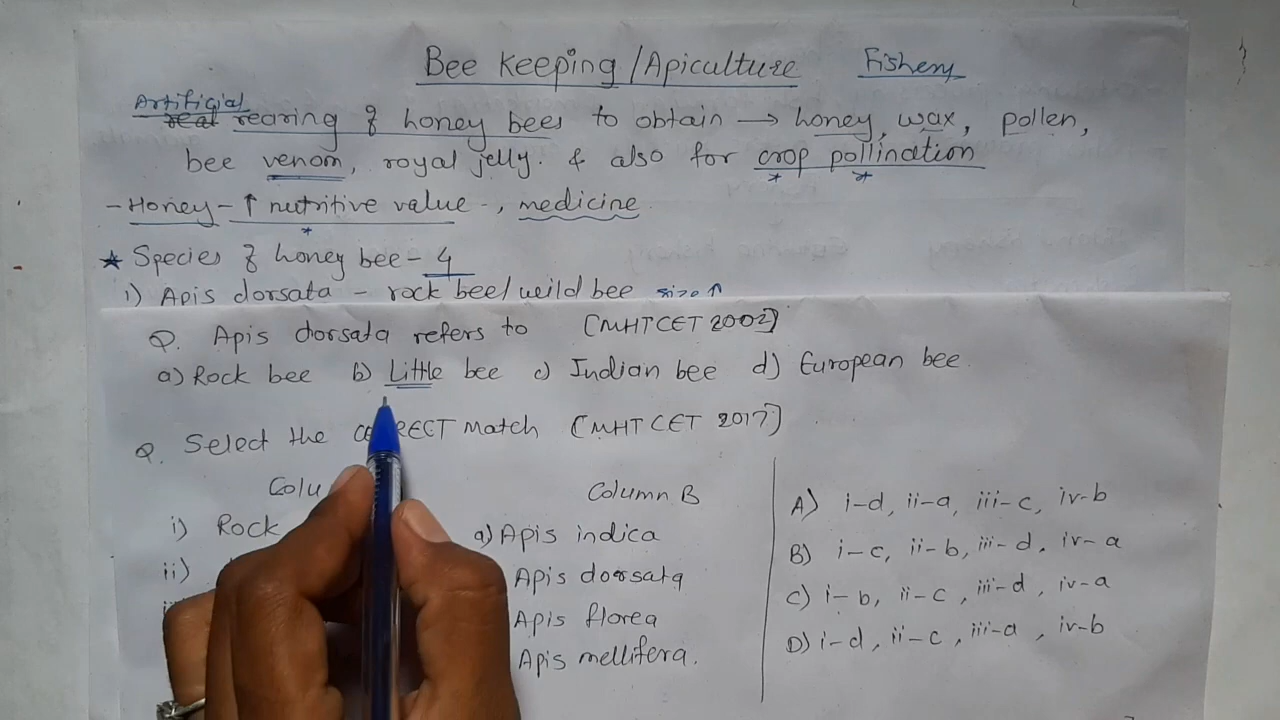 Bee keeping /Apiculture Fishery
Artificial
real rearing of honey bees to obtain → honey, wax, pollen,
bee venom, royal jelly. & also for crop pollination
- Honey - ↑ nutritive value -, medicine
★ Species of honey bee - 4
i) Apis dorsata - rock bee/wild bee size ↑
Q. Apis dorsata refers to [MHTCET 2002]
a) Rock bee b) Little bee c) Indian bee d) European bee.
Q. Select the Match [MHT CET 2017]
Column B
i) Rock a) Apis indica
ii) Apis dorsata
Apis florea
Apis mellifera.
A) i-d, ii-a, iii-c, iv-b
B) i-c, ii-b, iii-d, iv-a
C) i-b, ii-c, iii-d, iv-a
D) i-d, ii-c, iii-a, iv-b